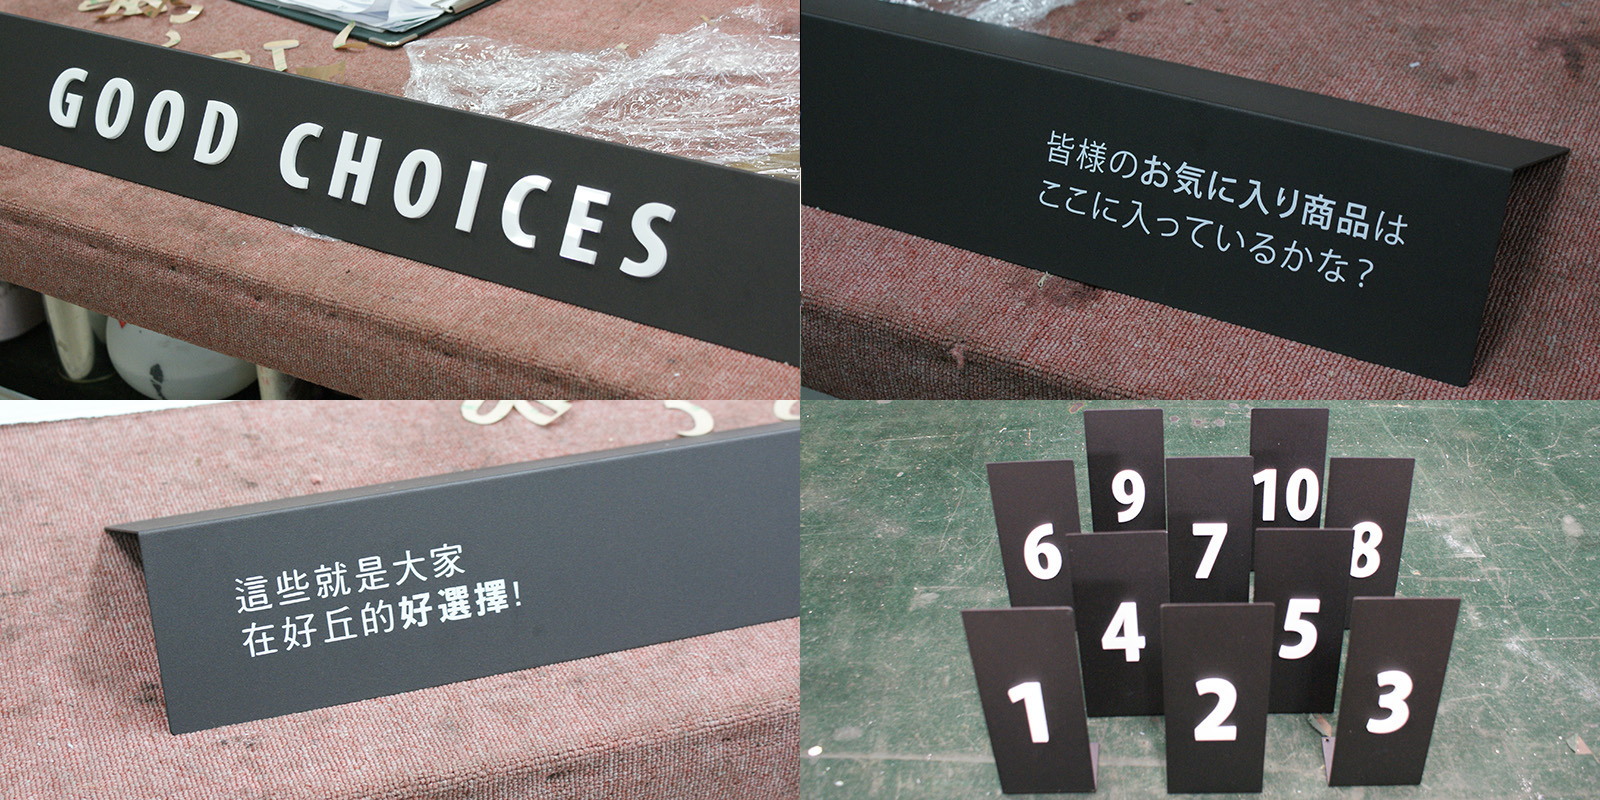 GOOD CHOICES
皆様のお気に入り商品は
ここに入っているかな？
這些就是大家
在好丘的好選擇!
9 10
6 7 8
4 5
1 2 3